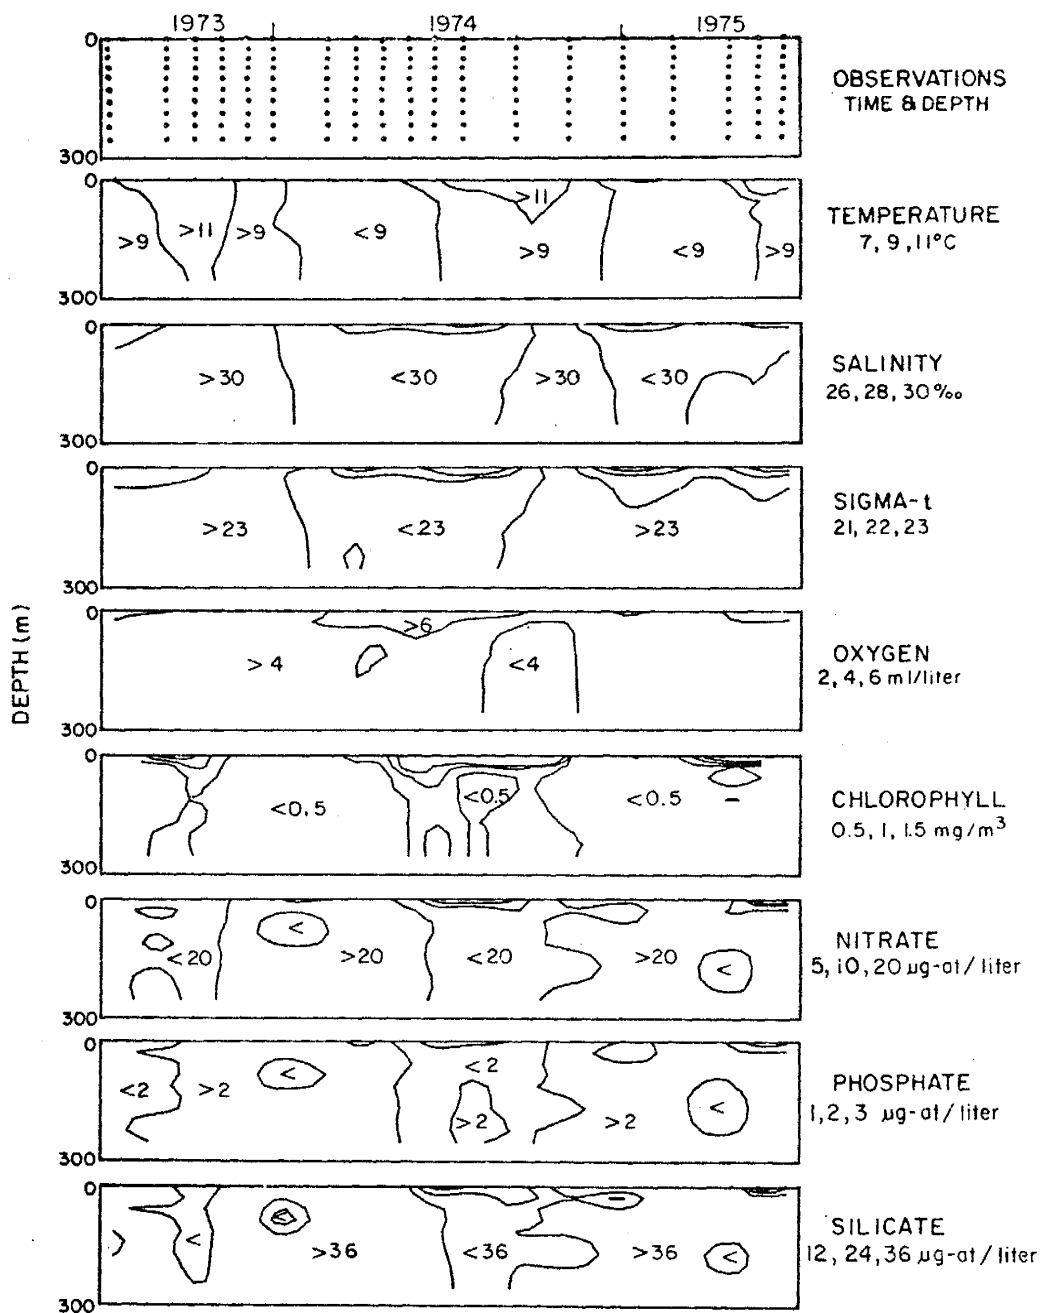 1973 1974 1975
0
300
OBSERVATIONS
TIME & DEPTH
0
>9 >11 >9 <9 >11 >9 <9 >9
300
TEMPERATURE
7, 9, 11°C
0
>30 <30 >30 <30
300
SALINITY
26, 28, 30‰
0
>23 <23 >23
300
SIGMA-t
21, 22, 23
DEPTH (m)
0
>4 >6 <4
300
OXYGEN
2, 4, 6 ml/liter
0
<0.5 <0.5 <0.5
300
CHLOROPHYLL
0.5, 1, 1.5 mg/m³
0
<20 < >20 <20 >20 <
300
NITRATE
5, 10, 20 µg-at/liter
0
<2 >2 < <2 >2 >2 <
300
PHOSPHATE
1, 2, 3 µg-at/liter
0
< < >36 <36 >36 <
300
SILICATE
12, 24, 36 µg-at/liter